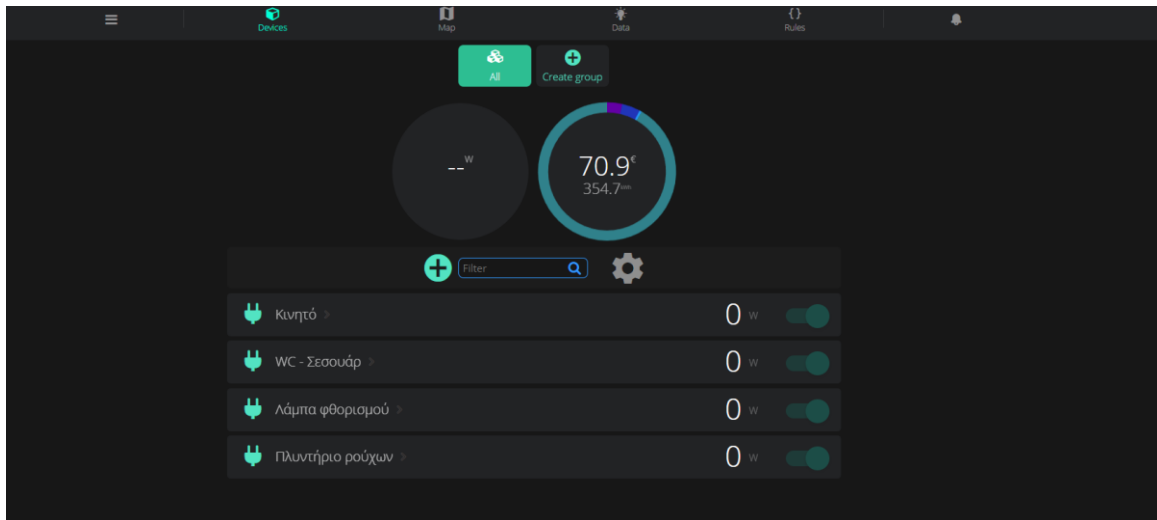 Devices
Map
Data
Rules
All
Create group
--W
70.9€
354.7
Filter
Κινητό
0 W
WC - Σεσουάρ
0 W
Λάμπα φθορισμού
0 W
Πλυντήριο ρούχων
0 W